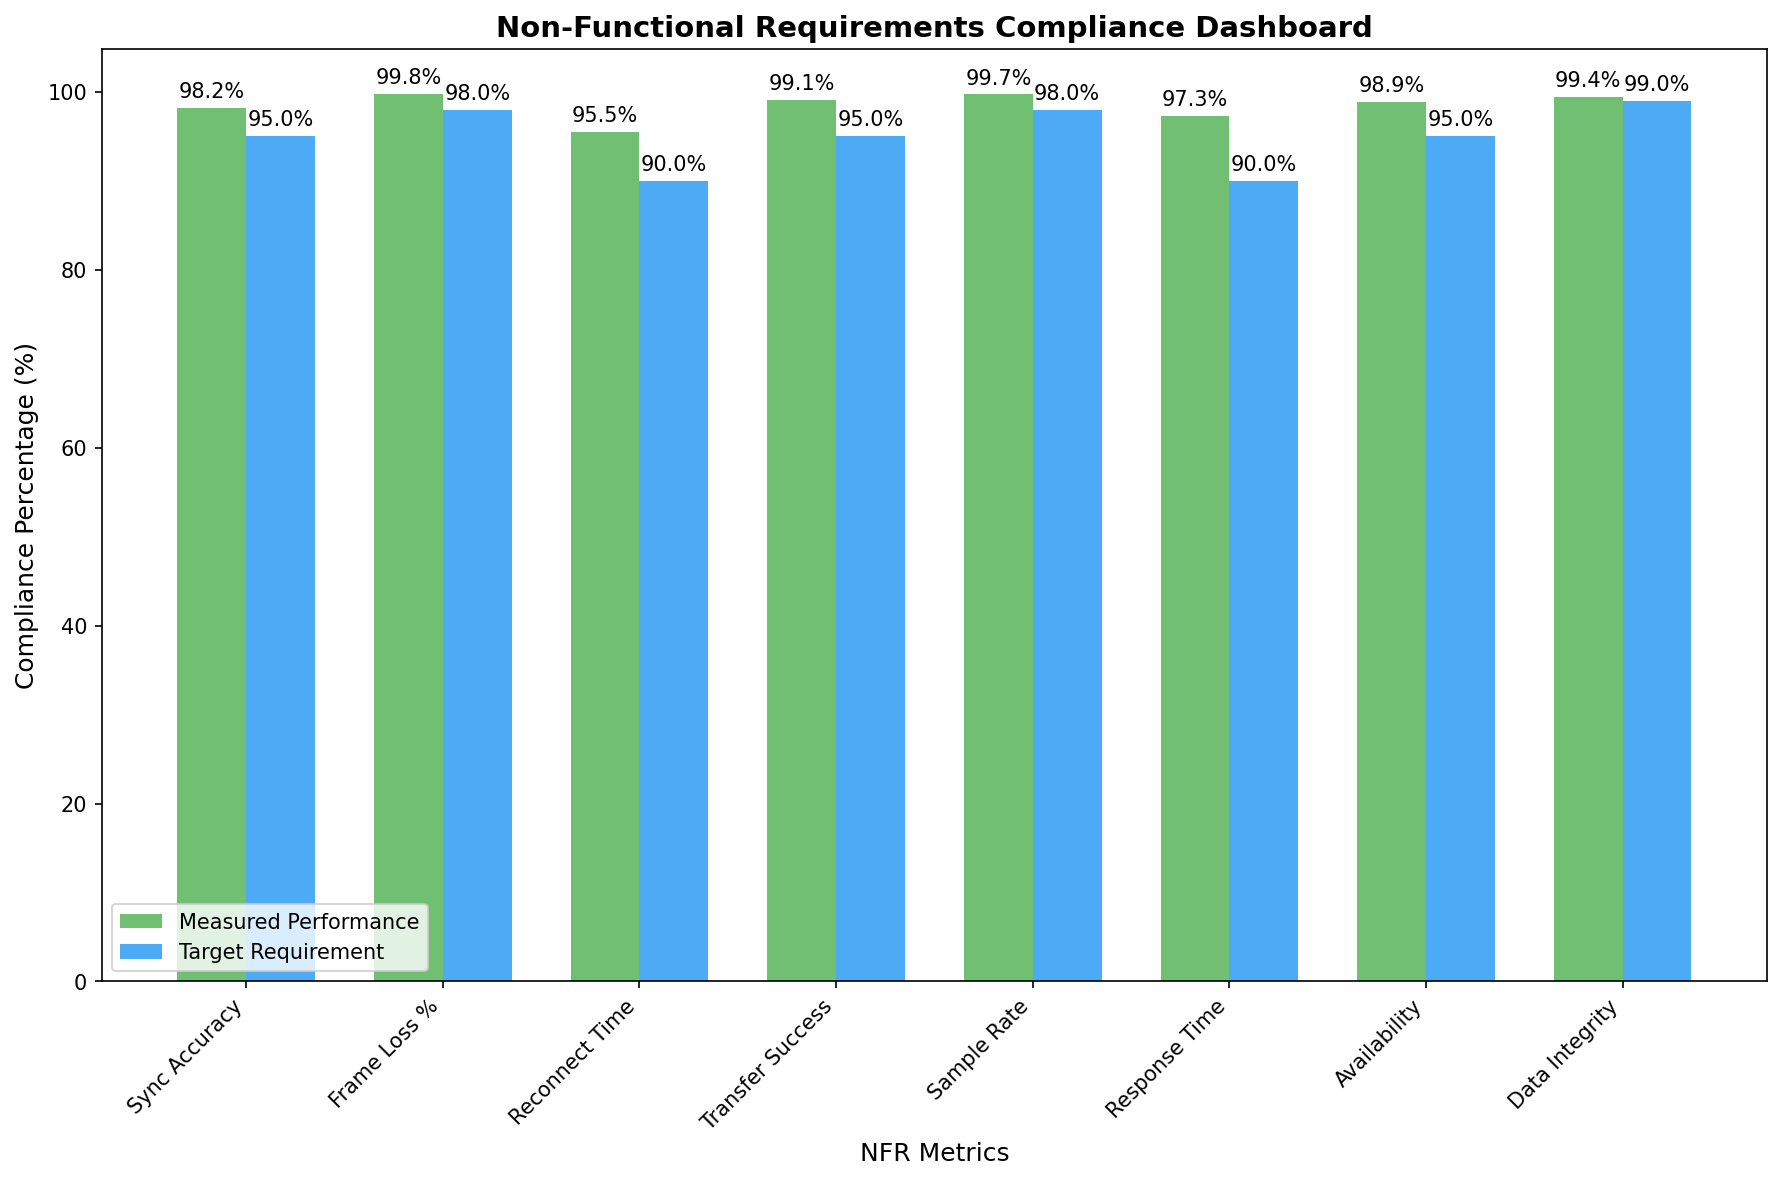 Non-Functional Requirements Compliance Dashboard
Compliance Percentage (%)
100
80
60
40
20
0
98.2%
95.0%
99.8%
98.0%
95.5%
90.0%
99.1%
95.0%
99.7%
98.0%
97.3%
90.0%
98.9%
95.0%
99.4%
99.0%
Measured Performance
Target Requirement
Sync Accuracy
Frame Loss %
Reconnect Time
Transfer Success
Sample Rate
Response Time
Availability
Data Integrity
NFR Metrics